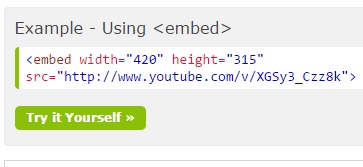 Example - Using <embed>
<embed width="420" height="315"
src="http://www.youtube.com/v/XGSy3_Czz8k">
Try it Yourself »